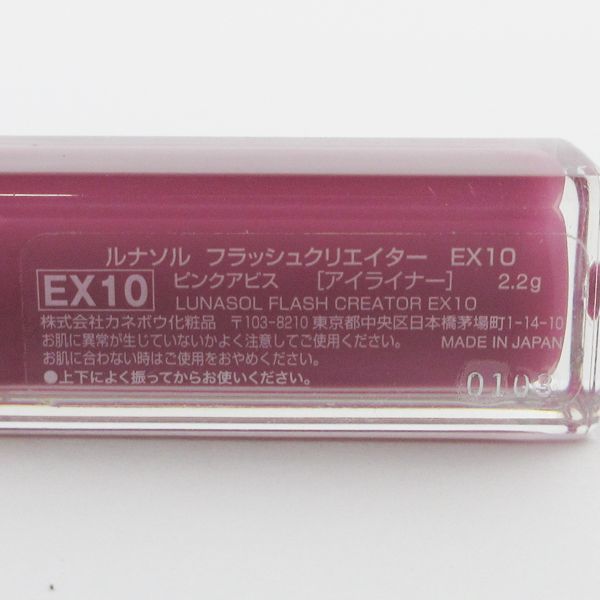 ルナソル フラッシュクリエイター EX10
EX10 ピンクアビス [アイライナー] 2.2g
LUNASOL FLASH CREATOR EX10
株式会社カネボウ化粧品 〒103-8210 東京都中央区日本橋茅場町1-14-10
お肌に異常が生じていないかよく注意してご使用ください。 MADE IN JAPAN
お肌に合わない時はご使用をおやめください。
●上下によく振ってからお使いください。
0103